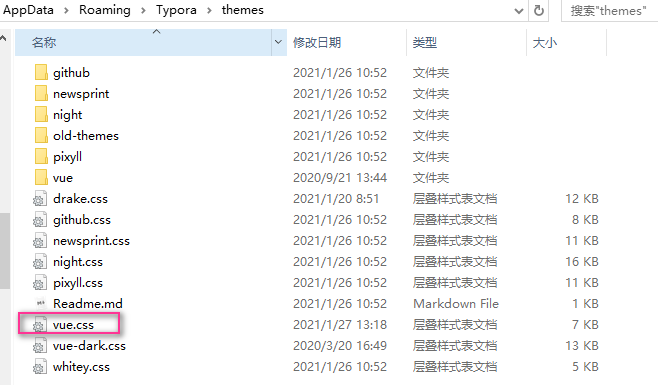 AppData > Roaming > Typora > themes 搜索"themes"
名称 修改日期 类型 大小
github 2021/1/26 10:52 文件夹
newsprint 2021/1/26 10:52 文件夹
night 2021/1/26 10:52 文件夹
old-themes 2021/1/26 10:52 文件夹
pixyll 2021/1/26 10:52 文件夹
vue 2020/9/21 13:44 文件夹
drake.css 2021/1/20 8:51 层叠样式表文档 12 KB
github.css 2021/1/26 10:52 层叠样式表文档 8 KB
newsprint.css 2021/1/26 10:52 层叠样式表文档 11 KB
night.css 2021/1/26 10:52 层叠样式表文档 16 KB
pixyll.css 2021/1/26 10:52 层叠样式表文档 11 KB
Readme.md 2021/1/26 10:52 Markdown File 1 KB
vue.css 2021/1/27 13:18 层叠样式表文档 7 KB
vue-dark.css 2020/3/20 16:49 层叠样式表文档 13 KB
whitey.css 2021/1/26 10:52 层叠样式表文档 11 KB